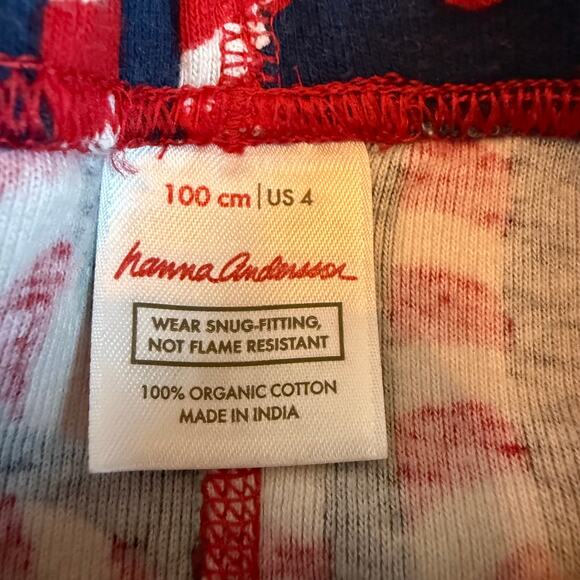 100 cm | US 4
hanna andersson
WEAR SNUG-FITTING,
NOT FLAME RESISTANT
100% ORGANIC COTTON
MADE IN INDIA